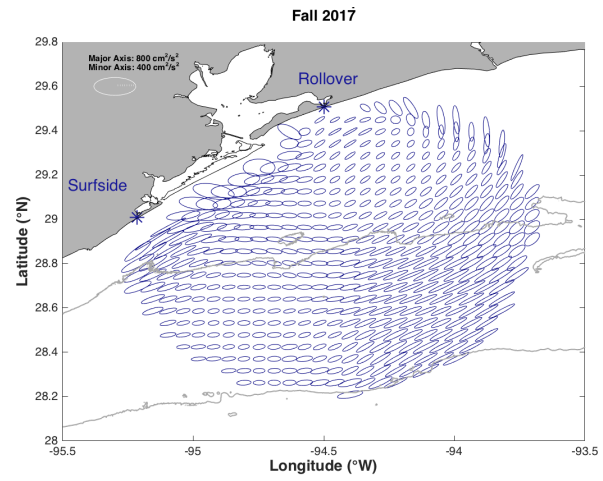 Fall 2017
Major Axis: 800 cm²/s²
Minor Axis: 400 cm²/s²
Rollover
Surfside
Latitude (°N)
29.8
29.6
29.4
29.2
29
28.8
28.6
28.4
28.2
28
-95.5
-95
-94.5
-94
-93.5
Longitude (°W)